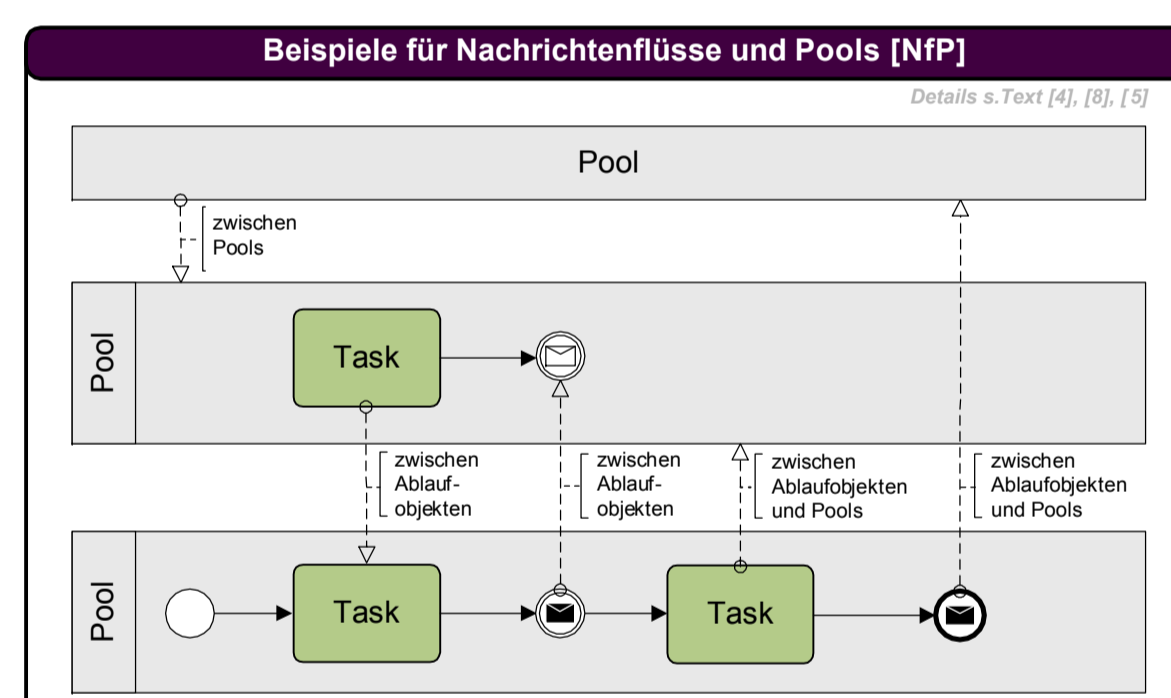 Beispiele für Nachrichtenflüsse und Pools [NfP]
Details s.Text [4], [8], [5]
Pool
zwischen
Pools
Pool
Task
zwischen
Ablauf-
objekten
zwischen
Ablauf-
objekten
zwischen
Ablaufobjekten
und Pools
zwischen
Ablaufobjekten
und Pools
Pool
Task
Task